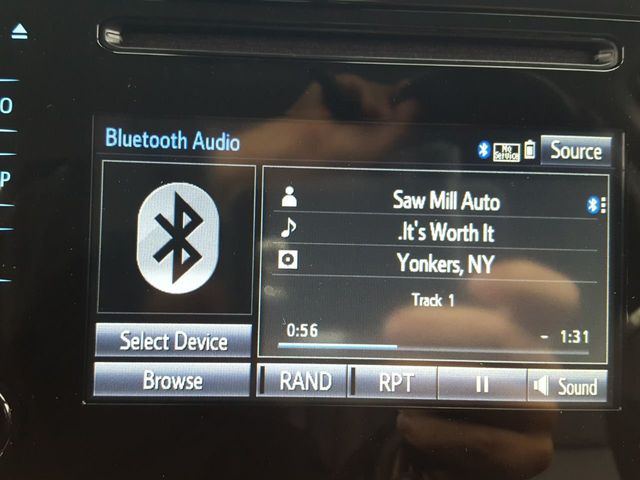 O
P
Bluetooth Audio
No Service
Source
Saw Mill Auto
.It's Worth It
Yonkers, NY
Track 1
0:56
- 1:31
Select Device
Browse
RAND
RPT
Sound